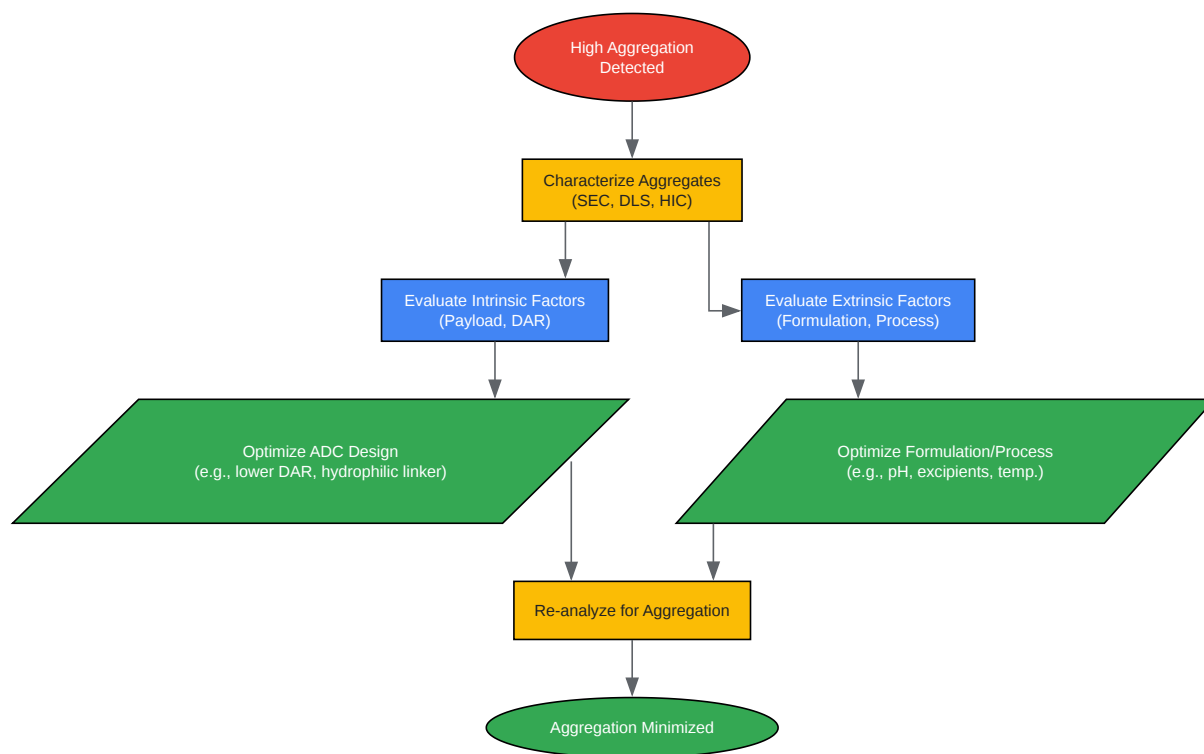 High Aggregation
Detected
Characterize Aggregates
(SEC, DLS, HIC)
Evaluate Intrinsic Factors
(Payload, DAR)
Evaluate Extrinsic Factors
(Formulation, Process)
Optimize ADC Design
(e.g., lower DAR, hydrophilic linker)
Optimize Formulation/Process
(e.g., pH, excipients, temp.)
Re-analyze for Aggregation
Aggregation Minimized